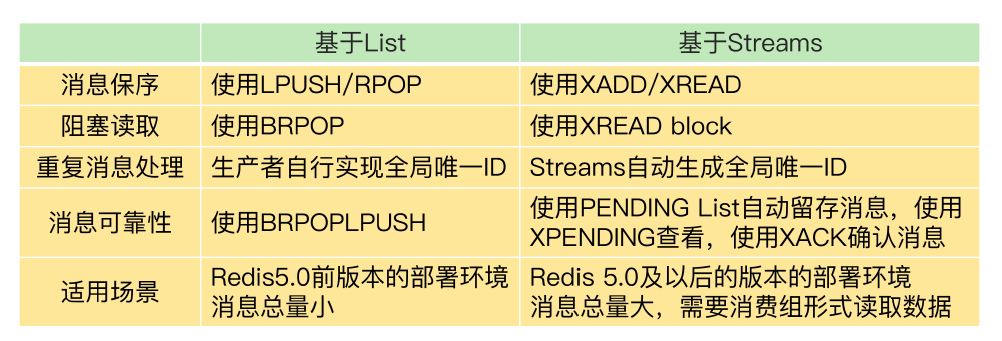 基于List
基于Streams
消息保序
使用LPUSH/RPOP
使用XADD/XREAD
阻塞读取
使用BRPOP
使用XREAD block
重复消息处理
生产者自行实现全局唯一ID
Streams自动生成全局唯一ID
消息可靠性
使用BRPOPLPUSH
使用PENDING List自动留存消息，使用
XPENDING查看，使用XACK确认消息
适用场景
Redis5.0前版本的部署环境
消息总量小
Redis 5.0及以后的版本的部署环境
消息总量大，需要消费组形式读取数据